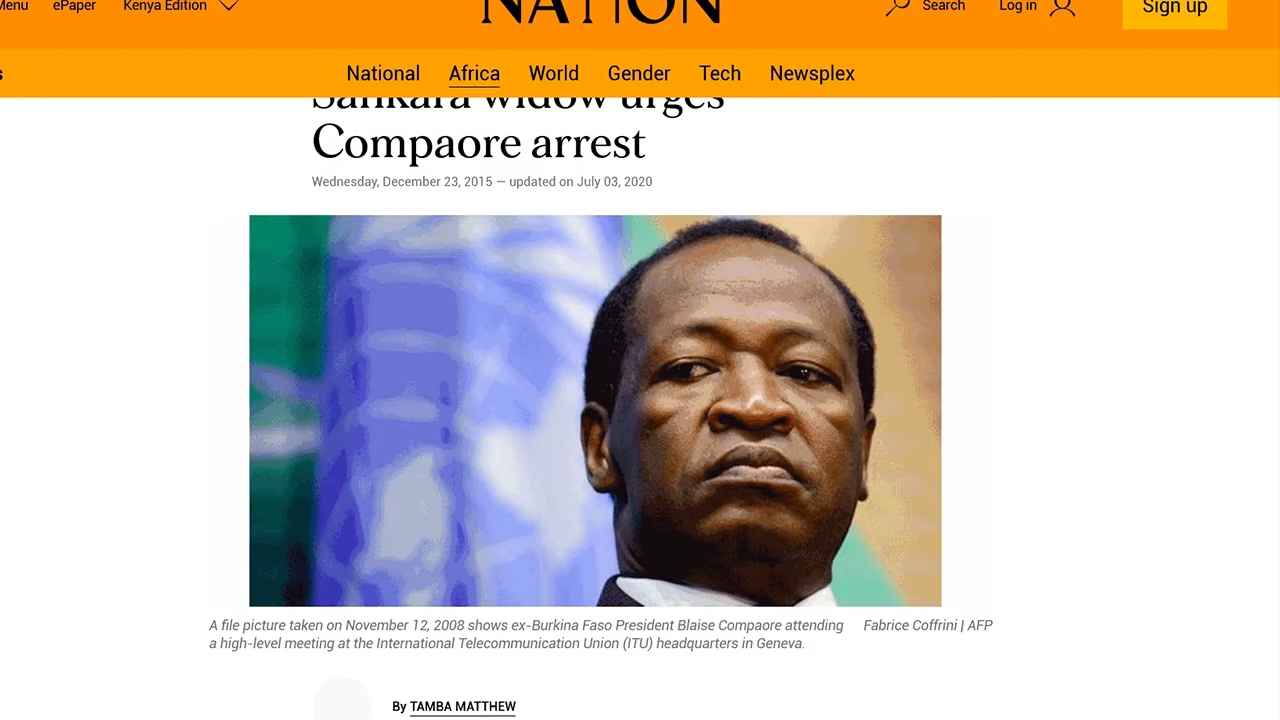 Menu ePaper Kenya Edition NATION Search Log in Sign up
National Africa World Gender Tech Newsplex
Sankara widow urges
Compaore arrest
Wednesday, December 23, 2015 — updated on July 03, 2020
A file picture taken on November 12, 2008 shows ex-Burkina Faso President Blaise Compaore attending Fabrice Coffrini | AFP
a high-level meeting at the International Telecommunication Union (ITU) headquarters in Geneva.
By TAMBA MATTHEW